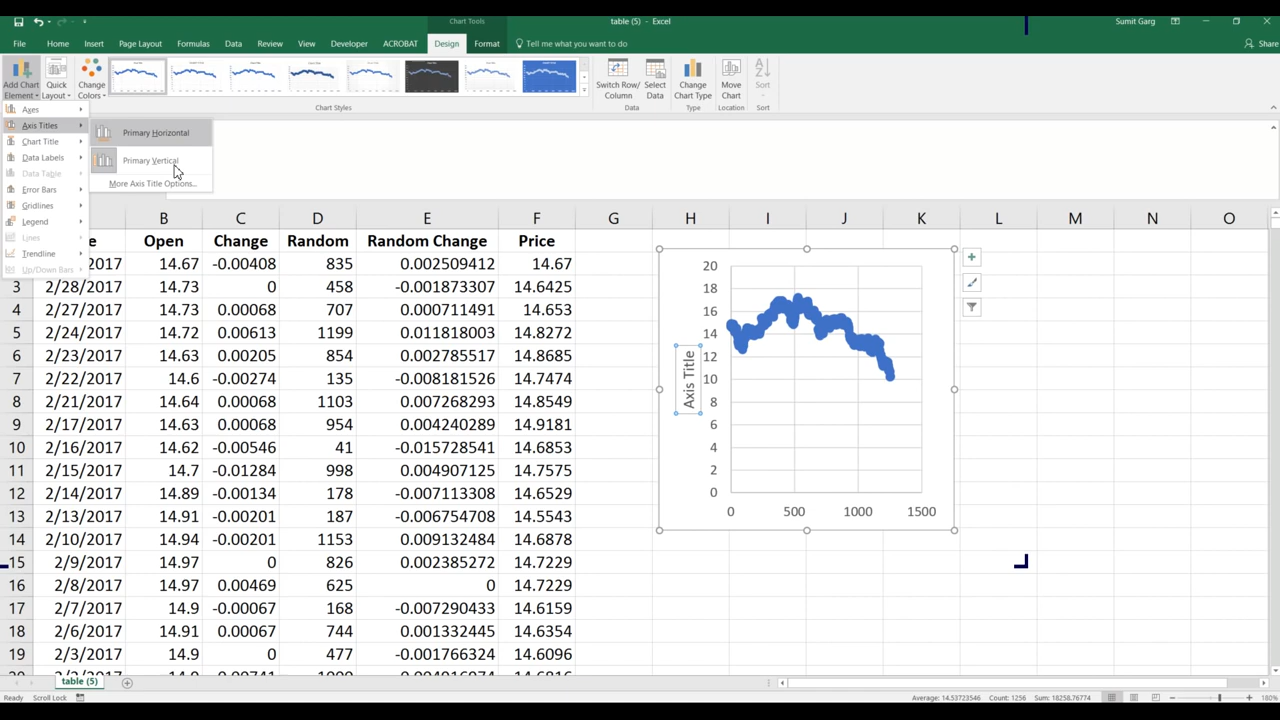 Chart Tools
table (5) - Excel
Sumit Garg
File Home Insert Page Layout Formulas Data Review View Developer ACROBAT Design Format Tell me what you want to do Share
Add Chart Element Quick Layout Change Colors Switch Row/Column Select Data Change Chart Type Move Chart Sort
Chart Styles Data Type Location Sort
Axes
Axis Titles
Chart Title
Data Labels
Data Table
Error Bars
Gridlines
Legend
Lines
Trendline
Up/Down Bars
Primary Horizontal
Primary Vertical
More Axis Title Options...
B C D E F G H I J K L M N O
e Open Change Random Random Change Price
2017 14.67 -0.00408 835 0.002509412 14.67
3 2/28/2017 14.73 0 458 -0.001873307 14.6425
4 2/27/2017 14.73 0.00068 707 0.000711491 14.653
5 2/24/2017 14.72 0.00613 1199 0.011818003 14.8272
6 2/23/2017 14.63 0.00205 854 0.002785517 14.8685
7 2/22/2017 14.6 -0.00274 135 -0.008181526 14.7474
8 2/21/2017 14.64 0.00068 1103 0.007268293 14.8549
9 2/17/2017 14.63 0.00068 954 0.004240289 14.9181
10 2/16/2017 14.62 -0.00546 41 -0.015728541 14.6853
11 2/15/2017 14.7 -0.01284 998 0.004907125 14.7575
12 2/14/2017 14.89 -0.00134 178 -0.007113308 14.6529
13 2/13/2017 14.91 -0.00201 187 -0.006754708 14.5543
14 2/10/2017 14.94 -0.00201 1153 0.009132484 14.6878
15 2/9/2017 14.97 0 826 0.002385272 14.7229
16 2/8/2017 14.97 0.00469 625 0 14.7229
17 2/7/2017 14.9 -0.00067 168 -0.007290433 14.6159
18 2/6/2017 14.91 0.00067 744 0.001332445 14.6354
19 2/3/2017 14.9 0 477 -0.001766324 14.6096
20
18
16
14
12
10
8
6
4
2
0
0 500 1000 1500
Axis Title
table (5)
Ready Scroll Lock Average: 14.53723546 Count: 1256 Sum: 18258.76774 180%